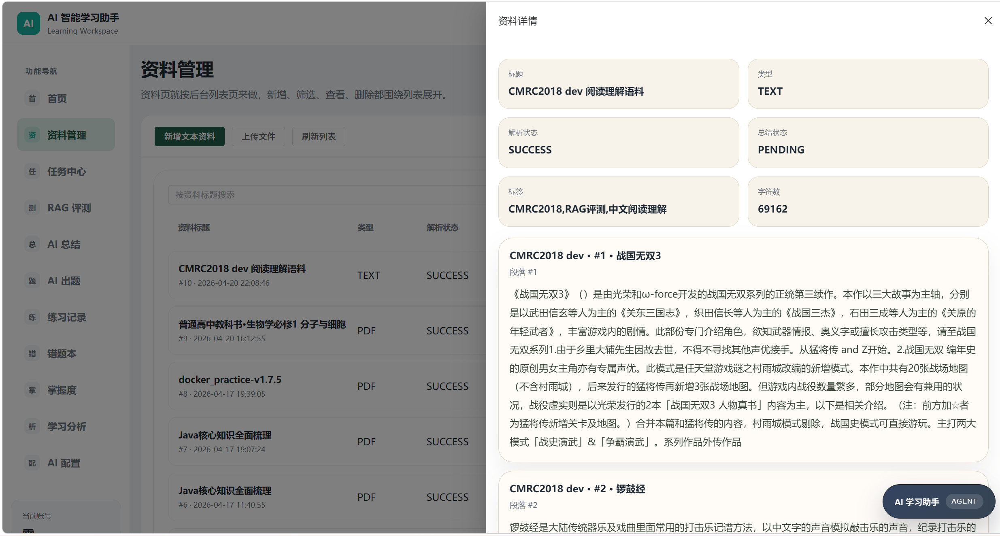 AI
AI 智能学习助手
Learning Workspace
功能导航
首 首页
资 资料管理
任 任务中心
测 RAG 评测
总 AI 总结
题 AI 出题
练 练习记录
错 错题本
掌 掌握度
析 学习分析
配 AI 配置
当前账号
资料管理
资料页就按后台列表页来做，新增、筛选、查看、删除都围绕列表展开。
新增文本资料 上传文件 刷新列表
按资料标题搜索
资料标题 类型 解析状态
CMRC2018 dev 阅读理解语料 TEXT SUCCESS
#10 · 2026-04-20 22:08:46
普通高中教科书·生物学必修1 分子与细胞 PDF SUCCESS
#9 · 2026-04-20 16:12:55
docker_practice-v1.7.5 PDF SUCCESS
#8 · 2026-04-17 19:39:05
Java核心知识全面梳理 PDF SUCCESS
#7 · 2026-04-17 19:07:24
Java核心知识全面梳理 PDF SUCCESS
#6 · 2026-04-17 11:40:55
资料详情
标题
CMRC2018 dev 阅读理解语料
类型
TEXT
解析状态
SUCCESS
总结状态
PENDING
标签
CMRC2018,RAG评测,中文阅读理解
字符数
69162
CMRC2018 dev • #1 • 战国无双3
段落 #1
《战国无双3》（）是由光荣和ω-force开发的战国无双系列的正统第三续作。本作以三大故事为主轴，分别
是以武田信玄等人为主的《关东三国志》，织田信长等人为主的《战国三杰》，石田三成等人为主的《关原的
年轻武者》，丰富游戏内的剧情。此部份专门介绍角色，欲知武器情报、奥义字或擅长攻击类型等，请至战国
无双系列1.由于乡里大辅先生因故去世，不得不寻找其他声优接手。从猛将传 and Z开始。2.战国无双 编年史
的原创男女主角亦有专属声优。此模式是任天堂游戏谜之村雨城改编的新增模式。本作中共有20张战场地图
（不含村雨城），后来发行的猛将传再新增3张战场地图。但游戏内战役数量繁多，部分地图会有兼用的状
况，战役虚实则是以光荣发行的2本「战国无双3 人物真书」内容为主，以下是相关介绍。（注：前方加☆者
为猛将传新增关卡及地图。）合并本篇和猛将传的内容，村雨城模式剔除，战国史模式可直接游玩。主打两大
模式「战史演武」&「争霸演武」。系列作品外传作品
CMRC2018 dev • #2 • 锣鼓经
段落 #2
锣鼓经是大陆传统器乐及戏曲里面常用的打击乐记谱方法，以中文字的声音模拟敲击乐的声音，纪录打击乐的
AI 学习助手 AGENT